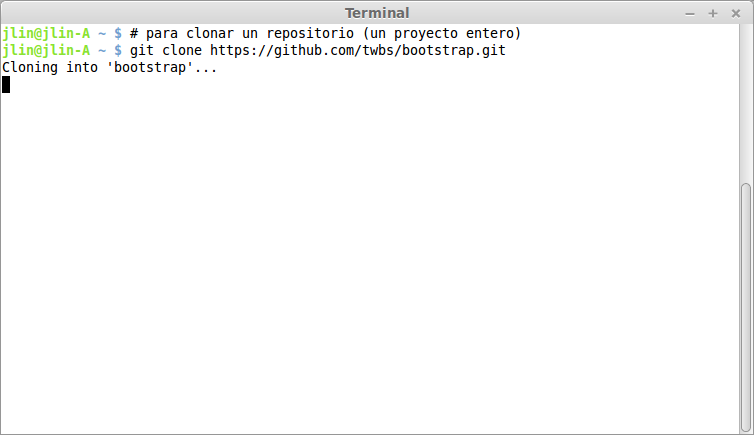 Terminal
jlin@jlin-A ~ $ # para clonar un repositorio (un proyecto entero)
jlin@jlin-A ~ $ git clone https://github.com/twbs/bootstrap.git
Cloning into 'bootstrap'...